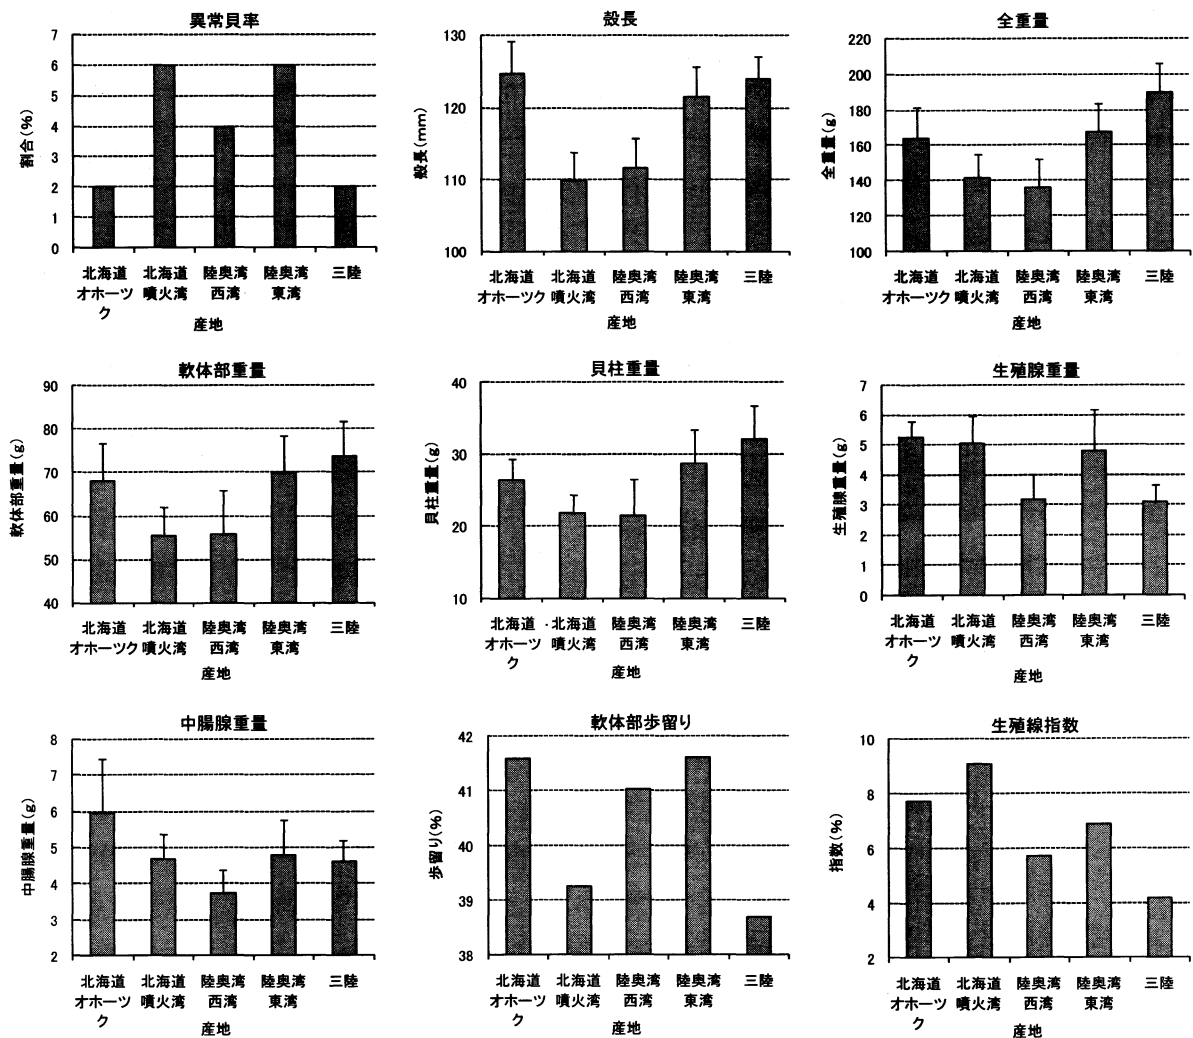 異常貝率
7
6
5
4
3
2
1
0
割合(%)
北海道 北海道 陸奥湾 陸奥湾 三陸
オホーツ 噴火湾 西湾 東湾
ク
産地
殻長
130
120
110
100
殻長(mm)
北海道 北海道 陸奥湾 陸奥湾 三陸
オホーツク 噴火湾 西湾 東湾
産地
全重量
220
200
180
160
140
120
100
全重量(g)
北海道 北海道 陸奥湾 陸奥湾 三陸
オホーツク 噴火湾 西湾 東湾
産地
軟体部重量
90
80
70
60
50
40
軟体部重量(g)
北海道 北海道 陸奥湾 陸奥湾 三陸
オホーツク 噴火湾 西湾 東湾
産地
貝柱重量
40
30
20
10
貝柱重量(g)
北海道 北海道 陸奥湾 陸奥湾 三陸
オホーツ 噴火湾 西湾 東湾
ク
産地
生殖腺重量
7
6
5
4
3
2
1
0
生殖腺重量(g)
北海道 北海道 陸奥湾 陸奥湾 三陸
オホーツ 噴火湾 西湾 東湾
ク
産地
中腸腺重量
8
7
6
5
4
3
2
中腸腺重量(g)
北海道 北海道 陸奥湾 陸奥湾 三陸
オホーツ 噴火湾 西湾 東湾
ク
産地
軟体部歩留り
42
41
40
39
38
歩留り(%)
北海道 北海道 陸奥湾 陸奥湾 三陸
オホーツ 噴火湾 西湾 東湾
ク
産地
生殖線指数
10
8
6
4
2
指数(%)
北海道 北海道 陸奥湾 陸奥湾 三陸
オホーツ 噴火湾 西湾 東湾
ク
産地